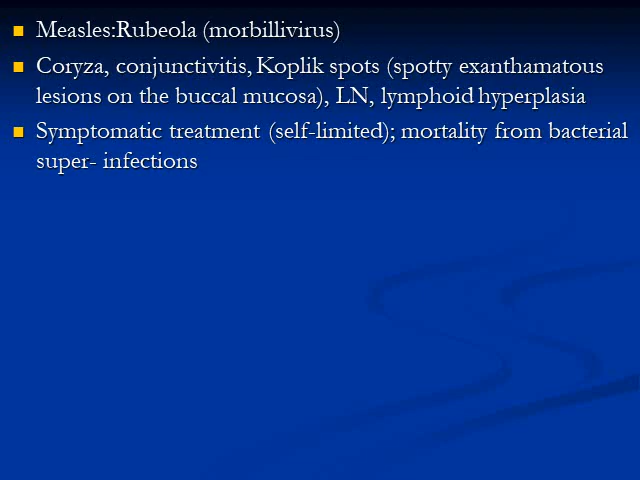 Measles:Rubeola (morbillivirus)
Coryza, conjunctivitis, Koplik spots (spotty exanthamatous
lesions on the buccal mucosa), LN, lymphoid hyperplasia
Symptomatic treatment (self-limited); mortality from bacterial
super- infections